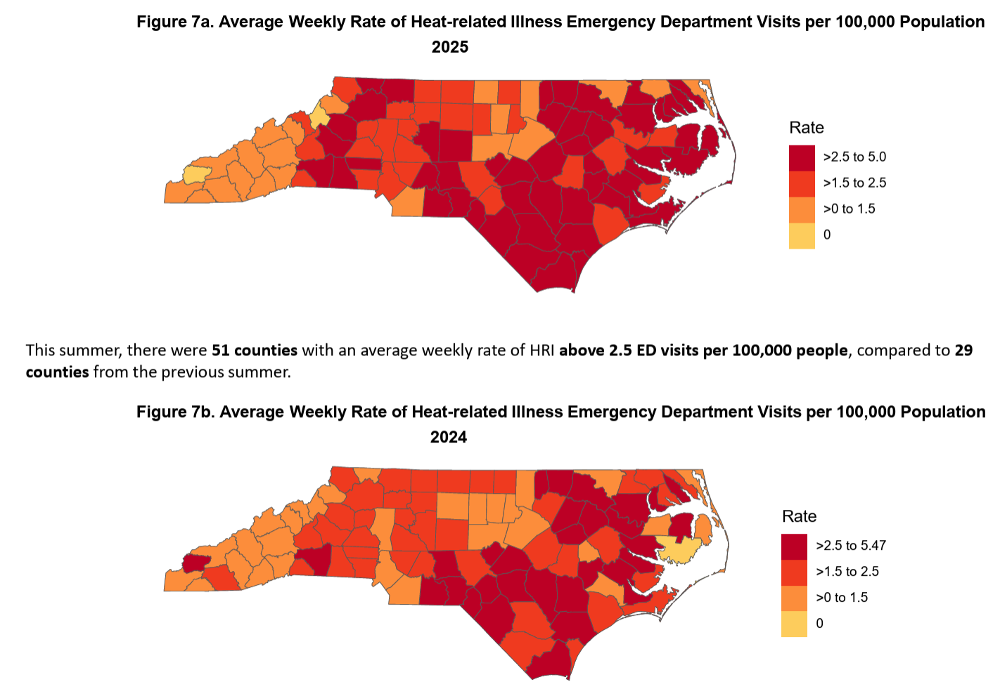 Figure 7a. Average Weekly Rate of Heat-related Illness Emergency Department Visits per 100,000 Population
2025
Rate
>2.5 to 5.0
>1.5 to 2.5
>0 to 1.5
0
This summer, there were 51 counties with an average weekly rate of HRI above 2.5 ED visits per 100,000 people, compared to 29
counties from the previous summer.
Figure 7b. Average Weekly Rate of Heat-related Illness Emergency Department Visits per 100,000 Population
2024
Rate
>2.5 to 5.47
>1.5 to 2.5
>0 to 1.5
0